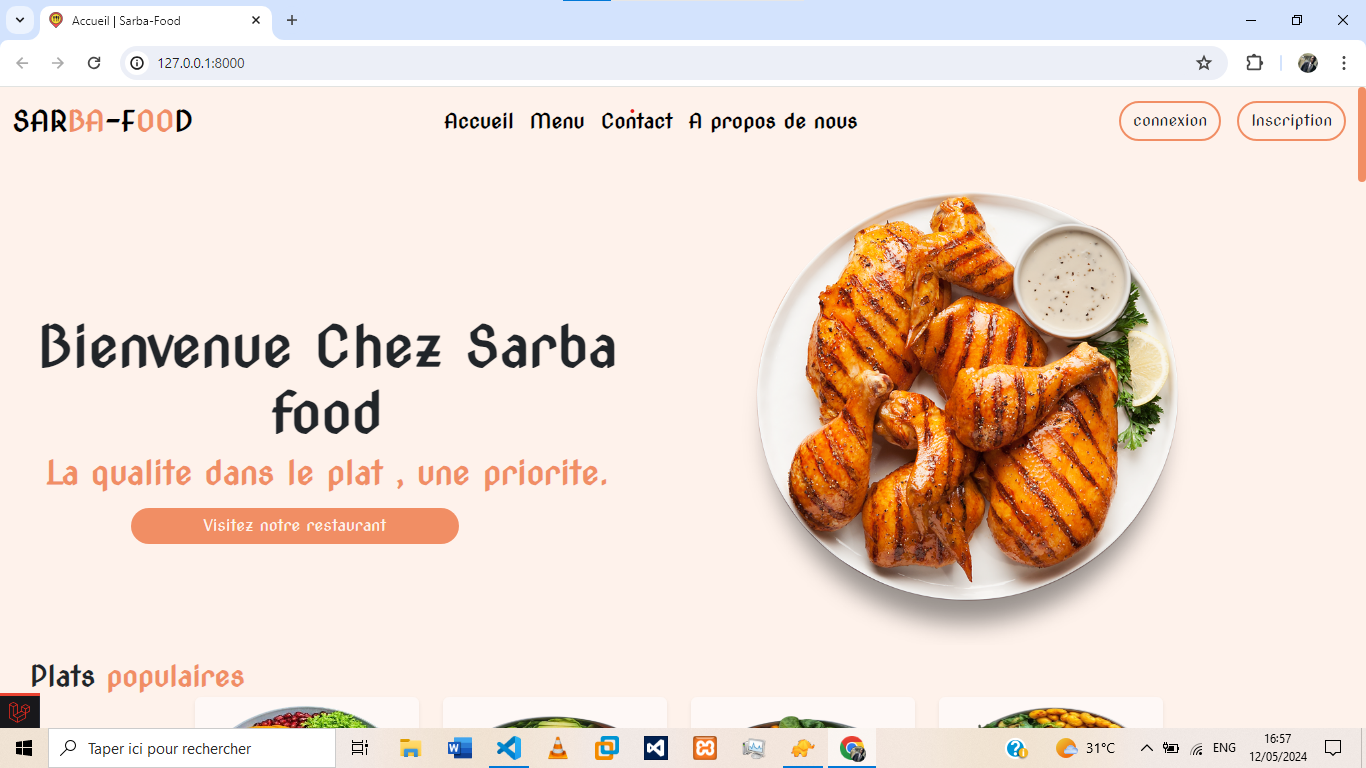 Accueil | Sarba-Food
127.0.0.1:8000
SARBA-FOOD
Accueil Menu Contact A propos de nous
connexion Inscription
Bienvenue Chez Sarba
food
La qualite dans le plat , une priorite.
Visitez notre restaurant
Plats populaires
Taper ici pour rechercher
31°C
ENG
16:57
12/05/2024